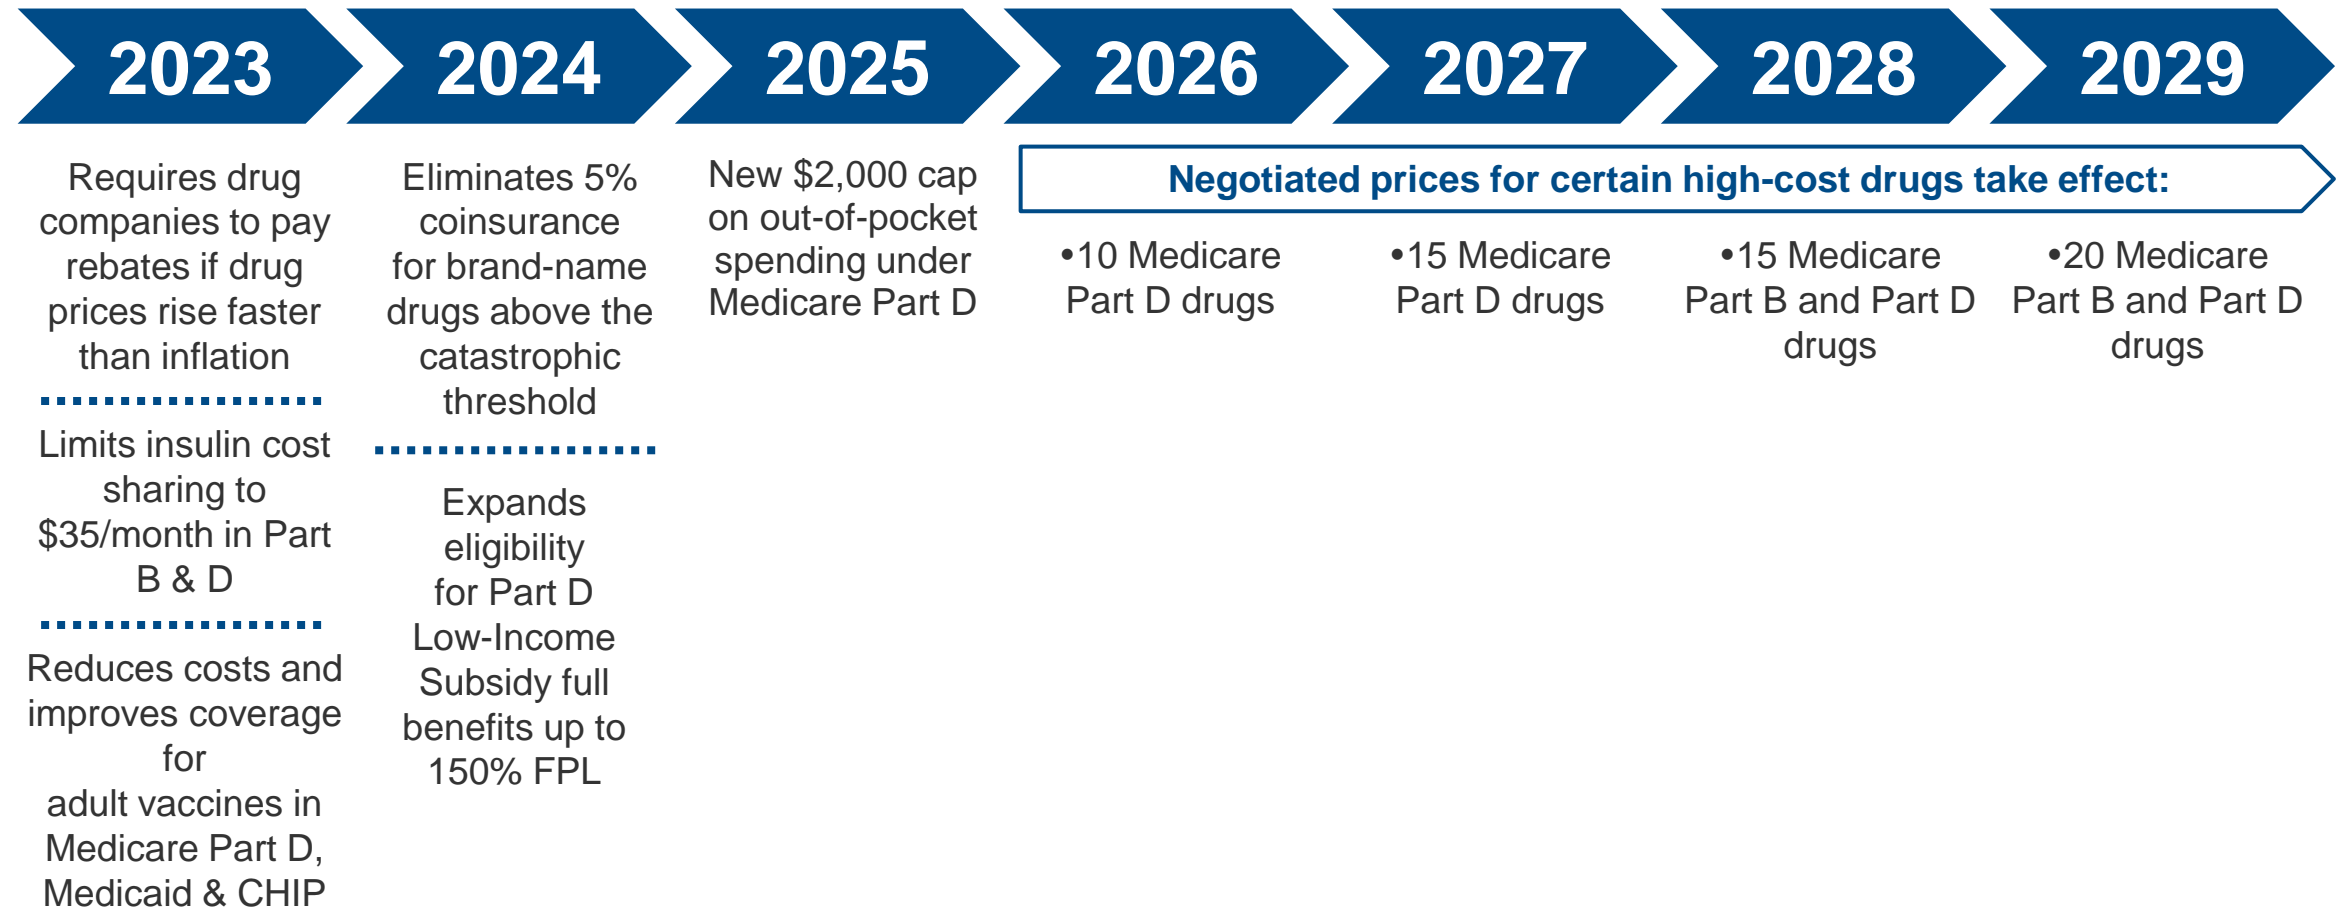 2023
2024
2025
2026
2027
2028
2029
Requires drug
companies to pay
rebates if drug
prices rise faster
than inflation
Limits insulin cost
sharing to
$35/month in Part
B & D
Reduces costs and
improves coverage
for
adult vaccines in
Medicare Part D,
Medicaid & CHIP
Eliminates 5%
coinsurance
for brand-name
drugs above the
catastrophic
threshold
Expands
eligibility
for Part D
Low-Income
Subsidy full
benefits up to
150% FPL
New $2,000 cap
on out-of-pocket
spending under
Medicare Part D
Negotiated prices for certain high-cost drugs take effect:
•10 Medicare
Part D drugs
•15 Medicare
Part D drugs
•15 Medicare
Part B and Part D
drugs
•20 Medicare
Part B and Part D
drugs